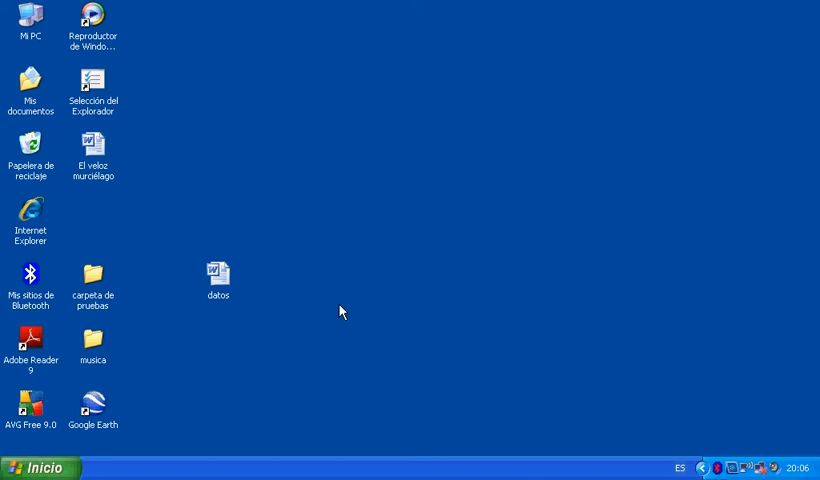 Mi PC
Reproductor
de Windo...
Mis
documentos
Selección del
Explorador
Papelera de
reciclaje
El veloz
murciélago
Internet
Explorer
Mis sitios de
Bluetooth
carpeta de
pruebas
datos
Adobe Reader
9
musica
AVG Free 9.0
Google Earth
Inicio
ES
20:06